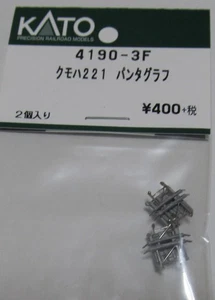 KATO
PRECISION RAILROAD MODELS
4190-3F
クモハ221 パンタグラフ
2個入り
¥400+税